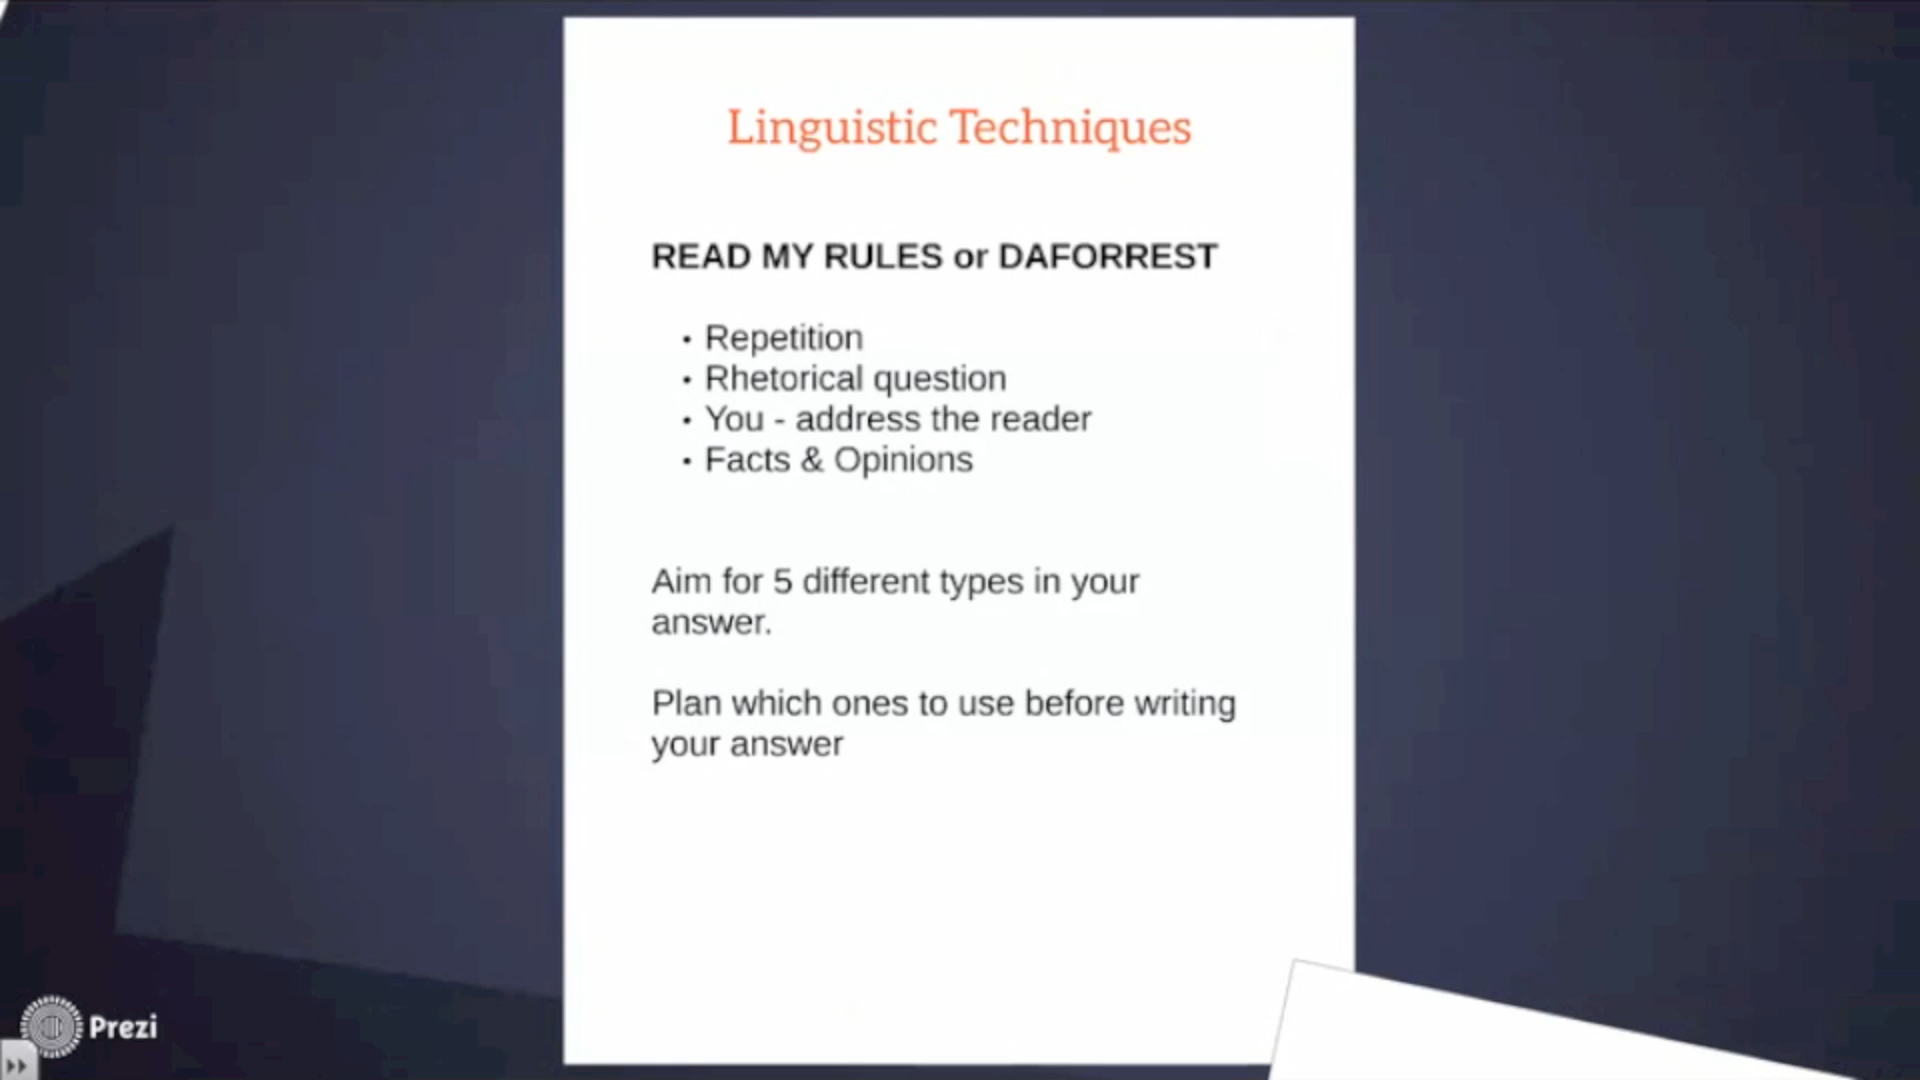 Linguistic Techniques
READ MY RULES or DAFORREST
• Repetition
• Rhetorical question
• You - address the reader
• Facts & Opinions
Aim for 5 different types in your
answer.
Plan which ones to use before writing
your answer
Prezi